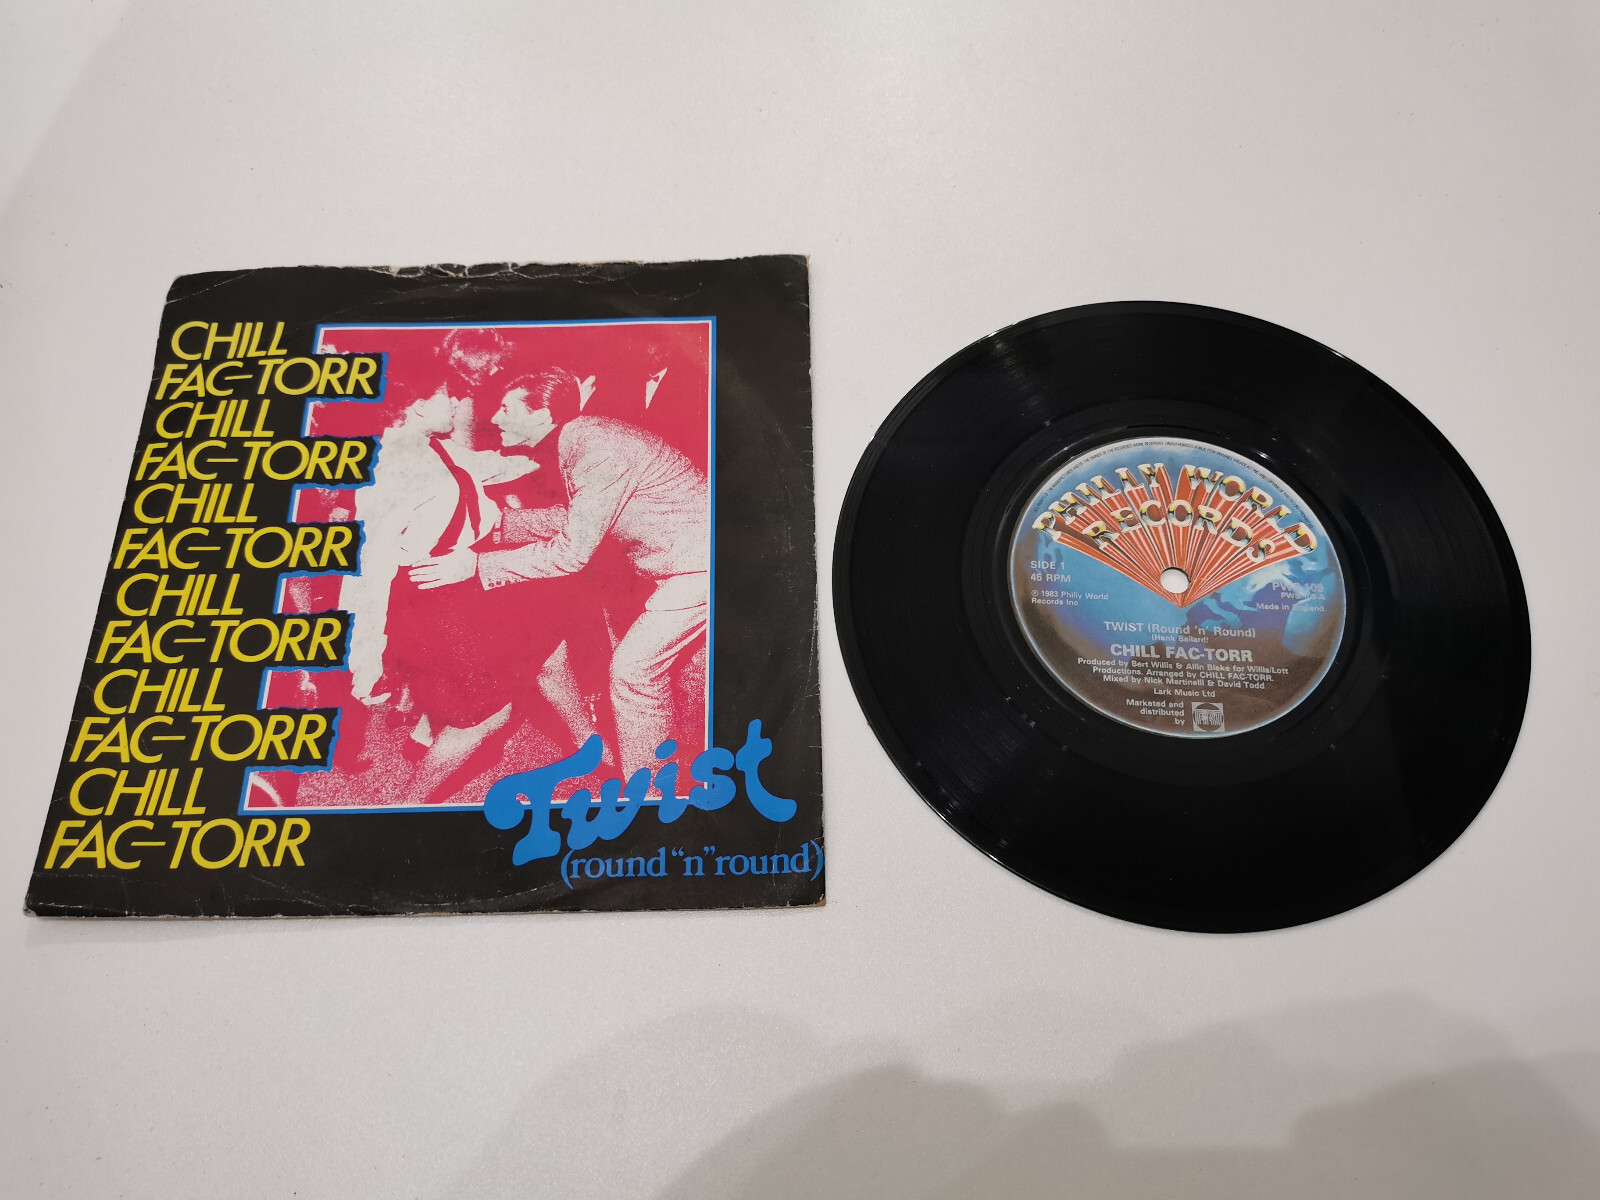 CHILL
FAC-TORR
CHILL
FAC-TORR
CHILL
FAC-TORR
CHILL
FAC-TORR
CHILL
FAC-TORR
CHILL
FAC-TORR
Twist
(round "n" round)
PHILLY WORLD
RECORDS
SIDE 1
45 RPM
℗ 1983 Philly World
Records Inc
109
Made in England
TWIST (Round 'n' Round)
(Hank Ballard)
CHILL FAC-TORR
Produced by Bert Willis & Allin Blake for Willis/Lott
Productions. Arranged by CHILL FAC-TORR.
Mixed by Nick Martinelli & David Todd
Lark Music Ltd
Marketed and
distributed
by